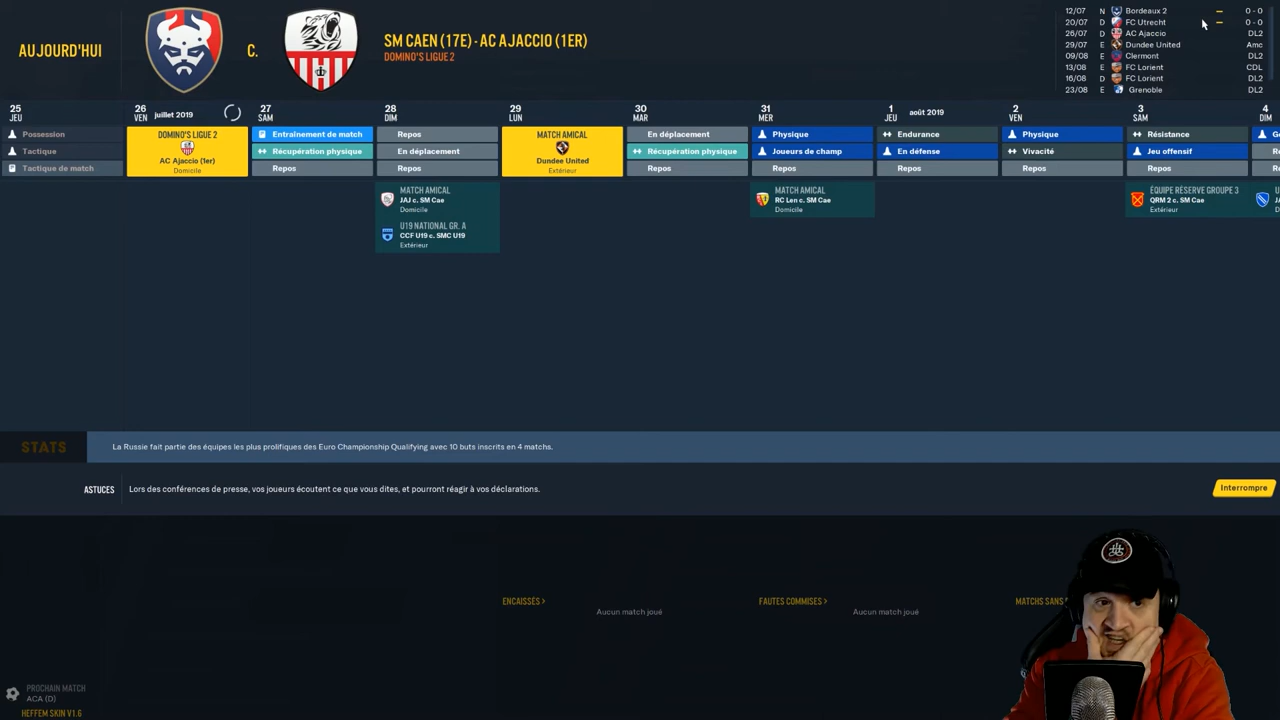 AUJOURD'HUI
C.
SM CAEN (17E) - AC AJACCIO (1ER)
DOMINO'S LIGUE 2
12/07 N Bordeaux 2 – 0 - 0
20/07 D FC Utrecht – 0 - 0
26/07 D AC Ajaccio DL2
29/07 E Dundee United Amc
09/08 E Clermont DL2
13/08 E FC Lorient CDL
16/08 D FC Lorient DL2
23/08 E Grenoble DL2
25 JEU
Possession
Tactique
Tactique de match
26 VEN juillet 2019
DOMINO'S LIGUE 2
AC Ajaccio (1er)
Domicile
27 SAM
Entraînement de match
Récupération physique
Repos
28 DIM
Repos
En déplacement
Repos
MATCH AMICAL
JAJ c. SM Cae
Domicile
U19 NATIONAL GR. A
CCF U19 c. SMC U19
Extérieur
29 LUN
MATCH AMICAL
Dundee United
Extérieur
30 MAR
En déplacement
Récupération physique
Repos
31 MER
Physique
Joueurs de champ
Repos
MATCH AMICAL
RC Len c. SM Cae
Domicile
1 JEU août 2019
Endurance
En défense
Repos
2 VEN
Physique
Vivacité
Repos
3 SAM
Résistance
Jeu offensif
Repos
ÉQUIPE RÉSERVE GROUPE 3
QRM 2 c. SM Cae
Extérieur
4 DIM
STATS
La Russie fait partie des équipes les plus prolifiques des Euro Championship Qualifying avec 10 buts inscrits en 4 matchs.
ASTUCES
Lors des conférences de presse, vos joueurs écoutent ce que vous dites, et pourront réagir à vos déclarations.
Interrompre
ENCAISSÉS >
Aucun match joué
FAUTES COMMISES >
Aucun match joué
MATCHS SANS
PROCHAIN MATCH
ACA (D)
HEFFEM SKIN V1.6